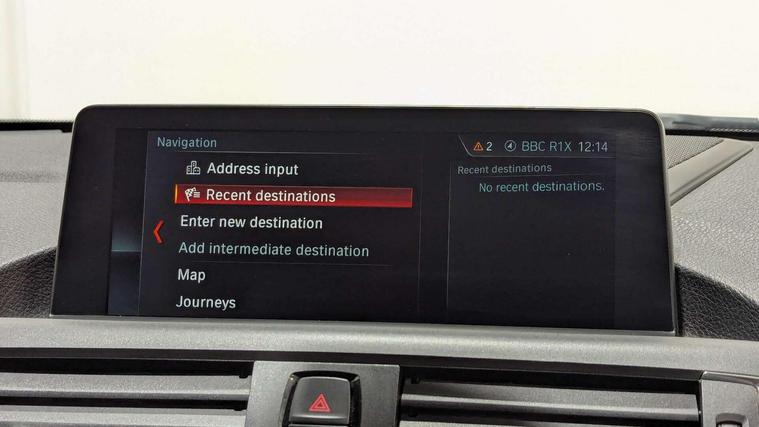 Navigation
2 BBC R1X 12:14
Address input
Recent destinations
Enter new destination
Add intermediate destination
Map
Journeys
Recent destinations
No recent destinations.